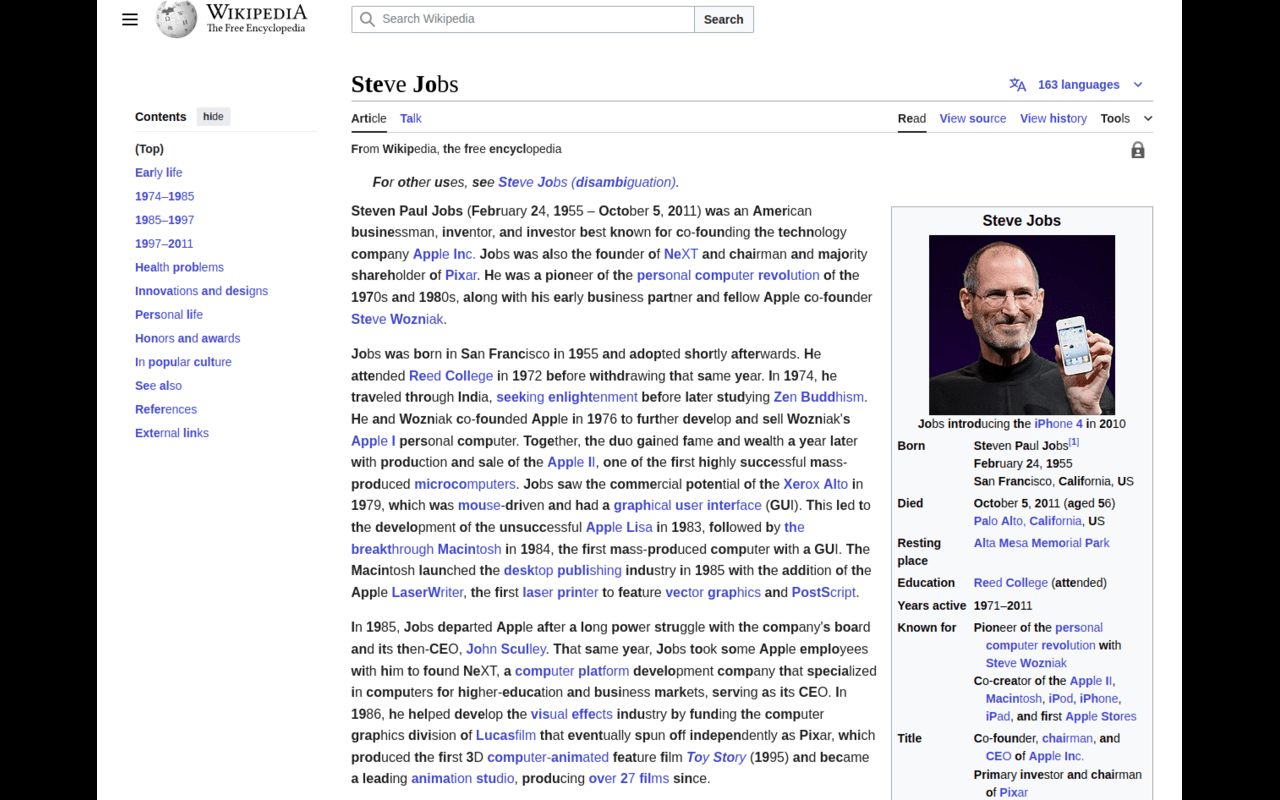 WIKIPEDIA
The Free Encyclopedia
Search Wikipedia
Search
Steve Jobs
163 languages
Contents hide
(Top)
Early life
1974–1985
1985–1997
1997–2011
Health problems
Innovations and designs
Personal life
Honors and awards
In popular culture
See also
References
External links
Article Talk
Read View source View history Tools
From Wikipedia, the free encyclopedia
For other uses, see Steve Jobs (disambiguation).
Steven Paul Jobs (February 24, 1955 – October 5, 2011) was an American
businessman, inventor, and investor best known for co-founding the technology
company Apple Inc. Jobs was also the founder of NeXT and chairman and majority
shareholder of Pixar. He was a pioneer of the personal computer revolution of the
1970s and 1980s, along with his early business partner and fellow Apple co-founder
Steve Wozniak.
Jobs was born in San Francisco in 1955 and adopted shortly afterwards. He
attended Reed College in 1972 before withdrawing that same year. In 1974, he
traveled through India, seeking enlightenment before later studying Zen Buddhism.
He and Wozniak co-founded Apple in 1976 to further develop and sell Wozniak's
Apple I personal computer. Together, the duo gained fame and wealth a year later
with production and sale of the Apple II, one of the first highly successful mass-
produced microcomputers. Jobs saw the commercial potential of the Xerox Alto in
1979, which was mouse-driven and had a graphical user interface (GUI). This led to
the development of the unsuccessful Apple Lisa in 1983, followed by the
breakthrough Macintosh in 1984, the first mass-produced computer with a GUI. The
Macintosh launched the desktop publishing industry in 1985 with the addition of the
Apple LaserWriter, the first laser printer to feature vector graphics and PostScript.
In 1985, Jobs departed Apple after a long power struggle with the company's board
and its then-CEO, John Sculley. That same year, Jobs took some Apple employees
with him to found NeXT, a computer platform development company that specialized
in computers for higher-education and business markets, serving as its CEO. In
1986, he helped develop the visual effects industry by funding the computer
graphics division of Lucasfilm that eventually spun off independently as Pixar, which
produced the first 3D computer-animated feature film Toy Story (1995) and became
a leading animation studio, producing over 27 films since.
Steve Jobs
Jobs introducing the iPhone 4 in 2010
Born Steven Paul Jobs[1]
February 24, 1955
San Francisco, California, US
Died October 5, 2011 (aged 56)
Palo Alto, California, US
Resting Alta Mesa Memorial Park
place
Education Reed College (attended)
Years active 1971–2011
Known for Pioneer of the personal
computer revolution with
Steve Wozniak
Co-creator of the Apple II,
Macintosh, iPod, iPhone,
iPad, and first Apple Stores
Title Co-founder, chairman, and
CEO of Apple Inc.
Primary investor and chairman
of Pixar